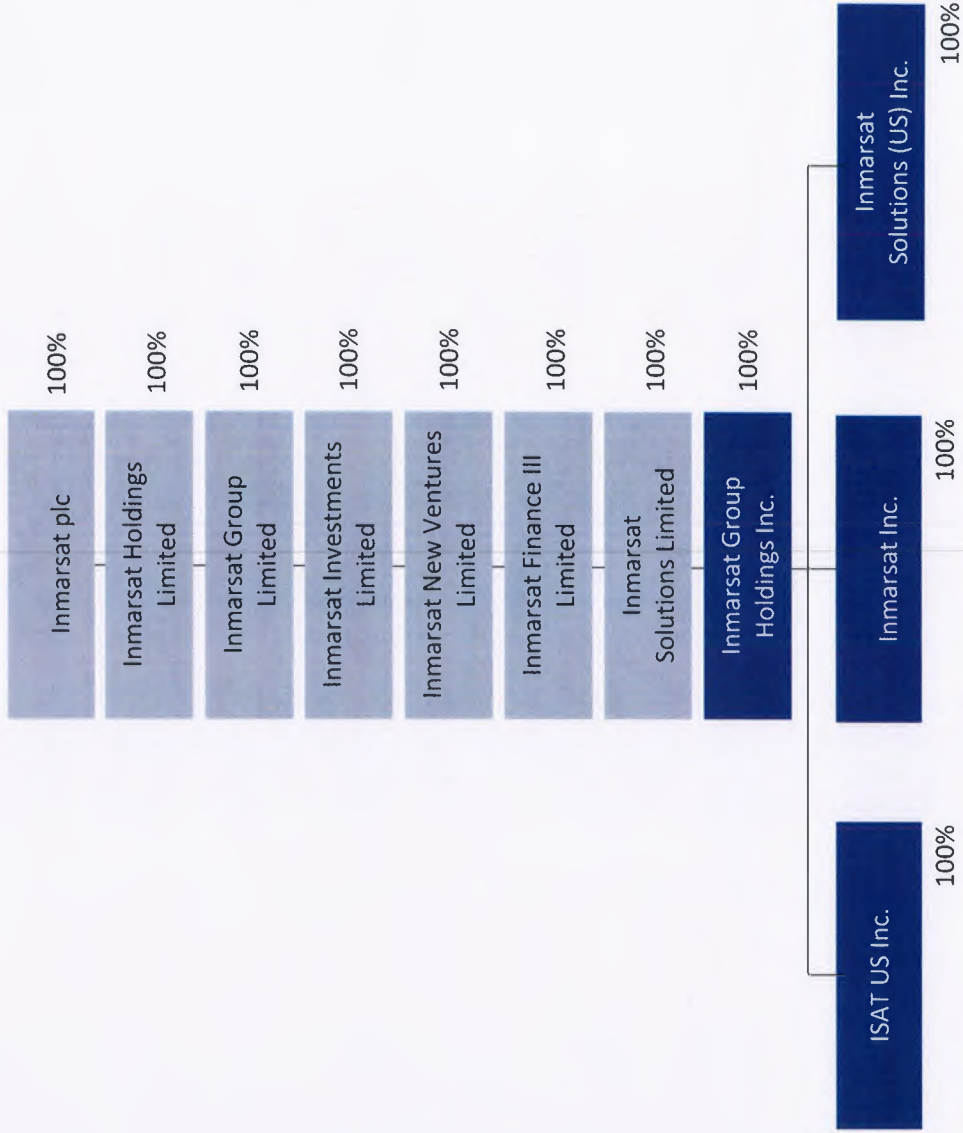 Inmarsat plc
100%
Inmarsat Holdings
Limited
100%
Inmarsat Group
Limited
100%
Inmarsat Investments
Limited
100%
Inmarsat New Ventures
Limited
100%
Inmarsat Finance III
Limited
100%
Inmarsat
Solutions Limited
100%
Inmarsat Group
Holdings Inc.
100%
ISAT US Inc.
100%
Inmarsat Inc.
100%
Inmarsat
Solutions (US) Inc.
100%